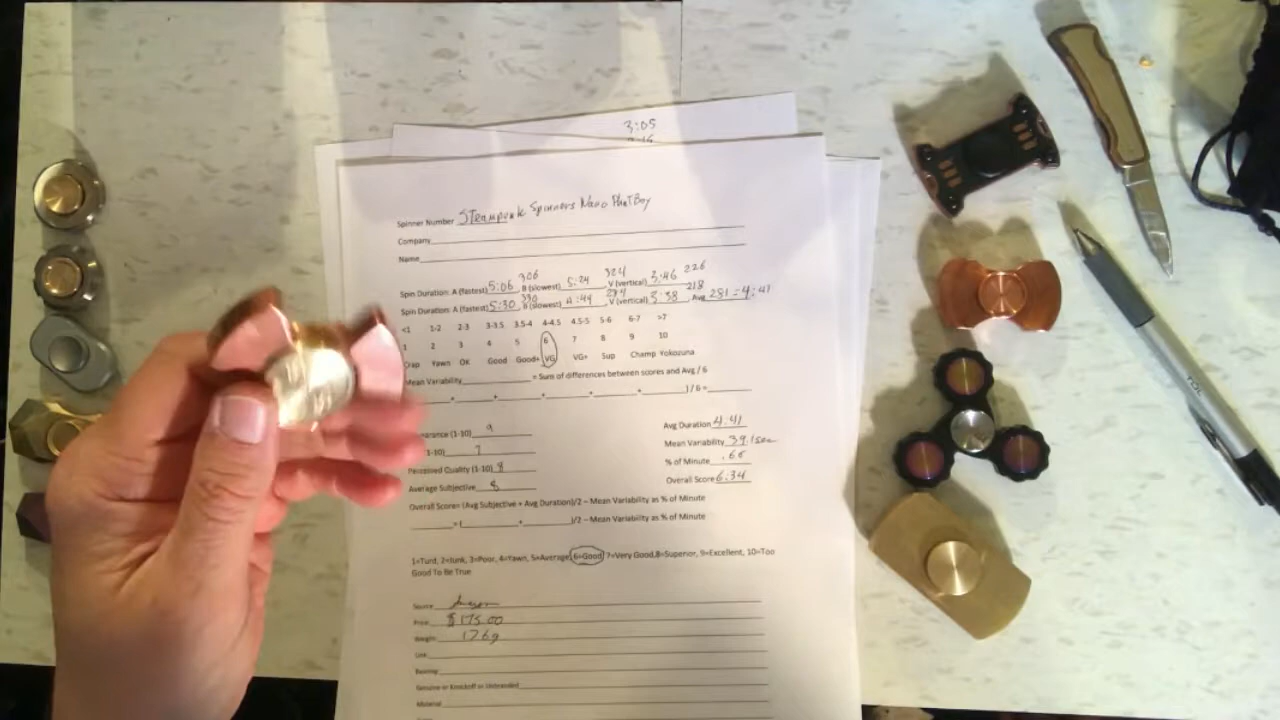 3:05
Spinner Number Steampunk Spinners Nano PhatBoy
Company
Name
306 324 226
Spin Duration: A (fastest) 5:06, B (slowest) 5:24, V (vertical) 3:46
330 284 218
Spin Duration: A (fastest) 5:30, B (slowest) 4:44, V (vertical) 3:38, Avg 281 = 4:41
<1 1-2 2-3 3-3.5 3.5-4 4-4.5 4.5-5 5-6 6-7 >7
1 2 3 4 5 6 7 8 9 10
Crap Yawn OK Good Good+ VG VG+ Sup Champ Yokozuna
Mean Variability = Sum of differences between scores and Avg / 6
+ + + + + )/6=
arance (1-10) 9
Avg Duration 4.41
1-10) 7
Mean Variability 39.1sec
Perceived Quality (1-10) 8
% of Minute .65
Average Subjective 8
Overall Score 6.34
Overall Score= (Avg Subjective + Avg Duration)/2 – Mean Variability as % of Minute
= ( + )/2 – Mean Variability as % of Minute
1=Turd, 2=Junk, 3=Poor, 4=Yawn, 5=Average, 6=Good, 7=Very Good, 8=Superior, 9=Excellent, 10=Too
Good To Be True
Source
Price $175.00
Weight 176g
Link
Bearing
Genuine or Knockoff or Untranded
Material